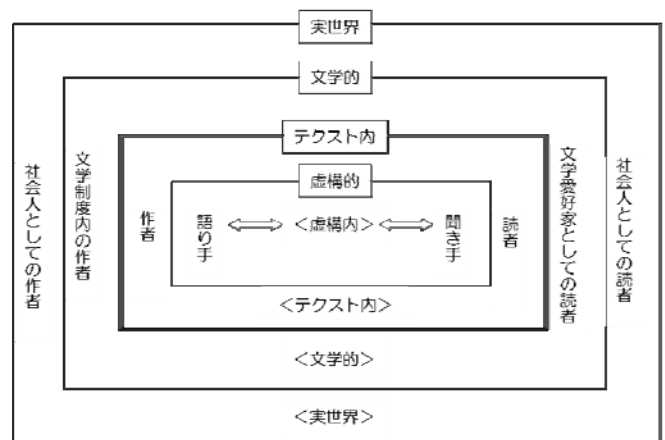 実世界
文学的
テクスト内
虚構的
社会人としての作者
文学制度内の作者
作者
語り手
＜虚構内＞
聞き手
読者
文学愛好家としての読者
社会人としての読者
＜テクスト内＞
＜文学的＞
＜実世界＞